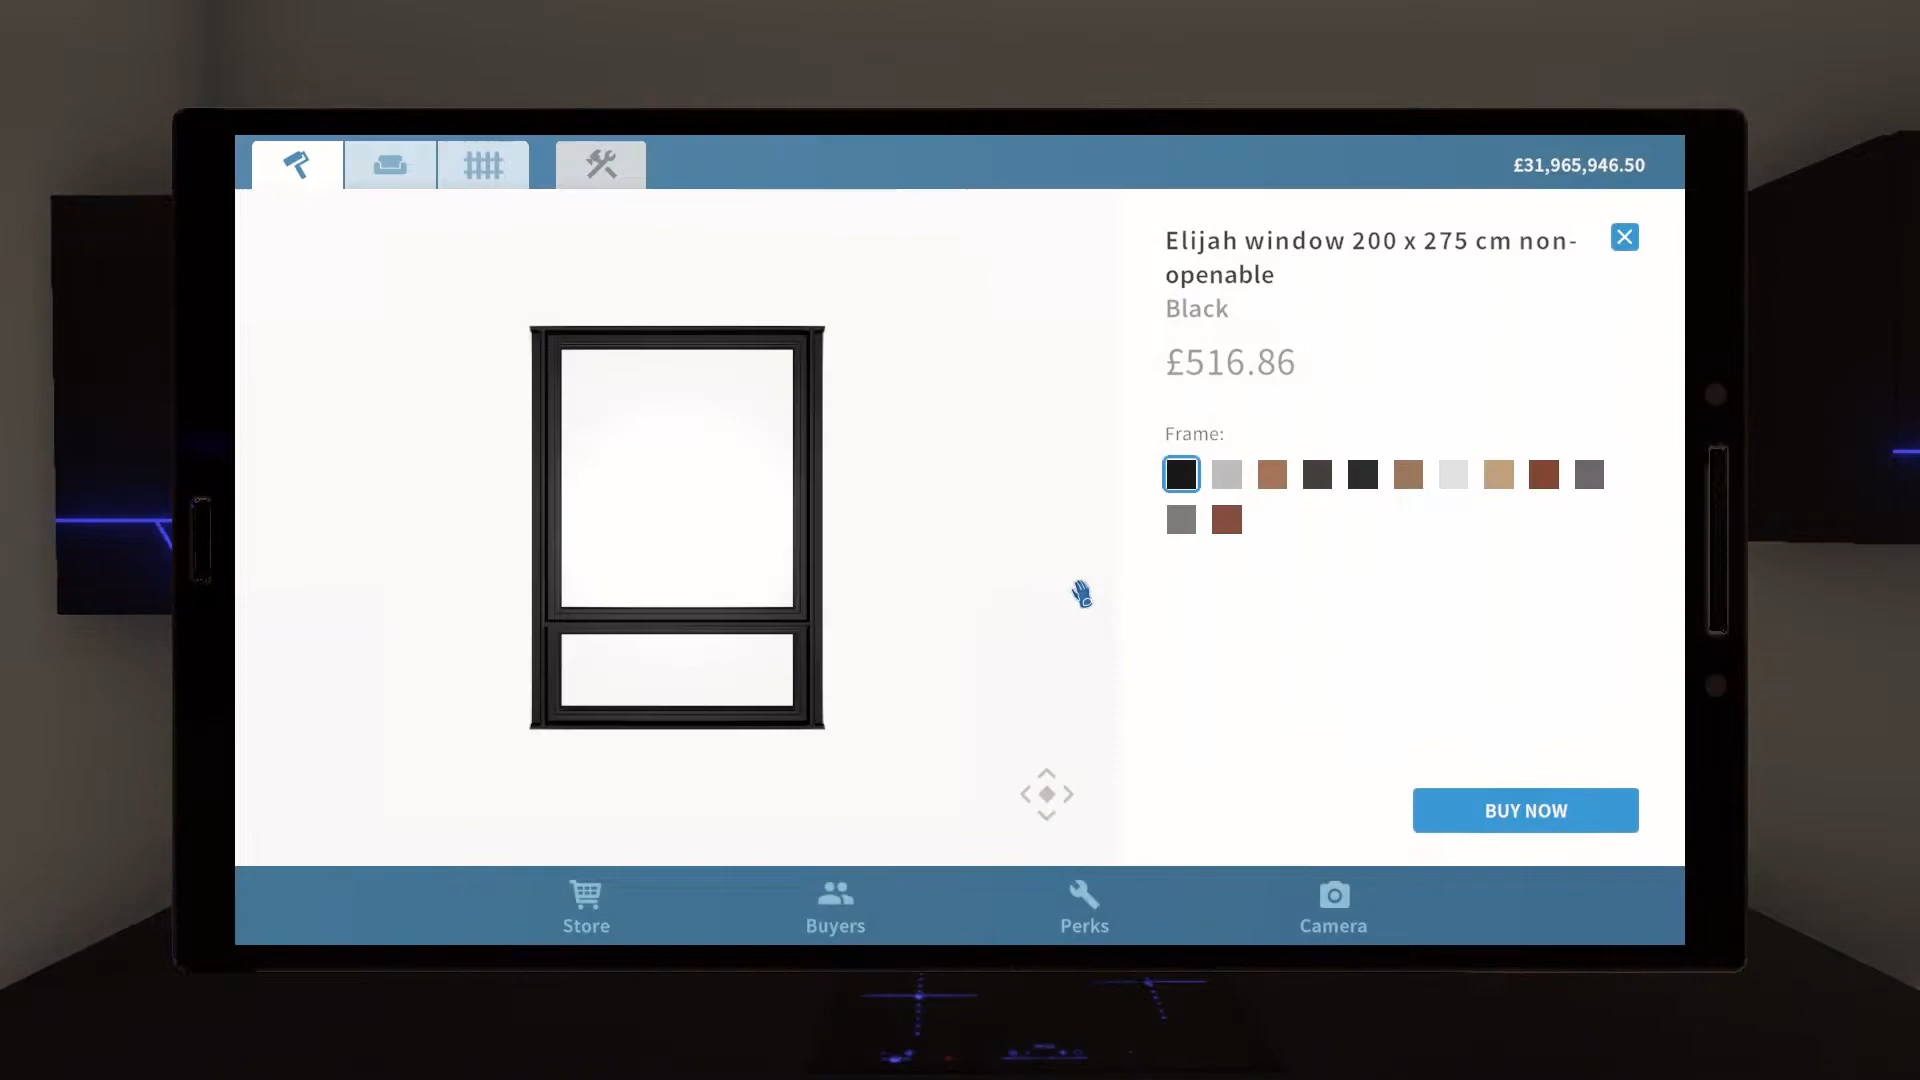 £31,965,946.50
Elijah window 200 x 275 cm non-
openable
Black
£516.86
Frame:
BUY NOW
Store
Buyers
Perks
Camera